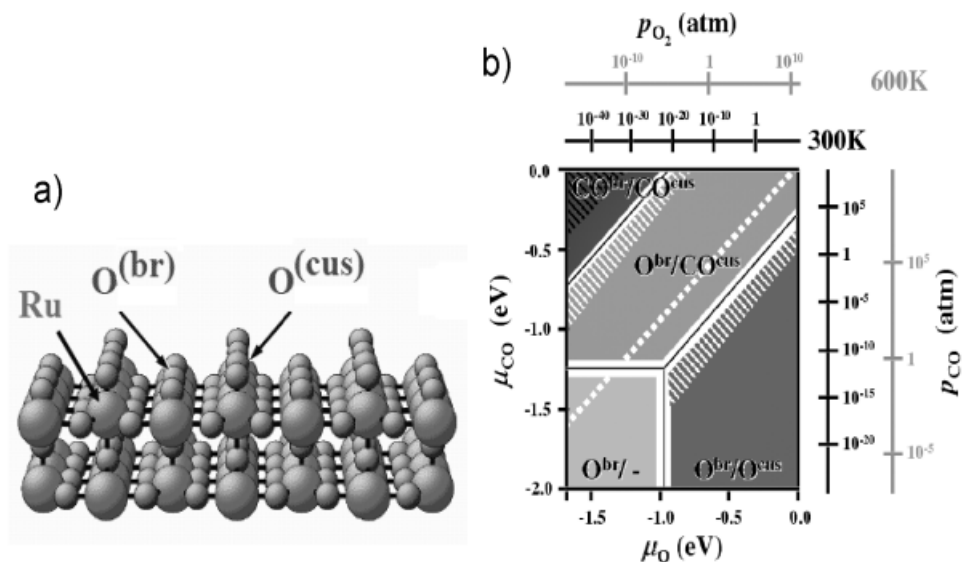 a)
O(br)
O(cus)
Ru
b)
pO2 (atm)
10-10
1
1010
600K
10-40
10-30
10-20
10-10
1
300K
0.0
-0.5
-1.0
-1.5
-2.0
μCO (eV)
CObr/COcus
Obr/COcus
Obr/-
Obr/Ocus
105
1
10-5
10-10
10-15
10-20
105
1
10-5
pCO (atm)
-1.5
-1.0
-0.5
0.0
μO (eV)